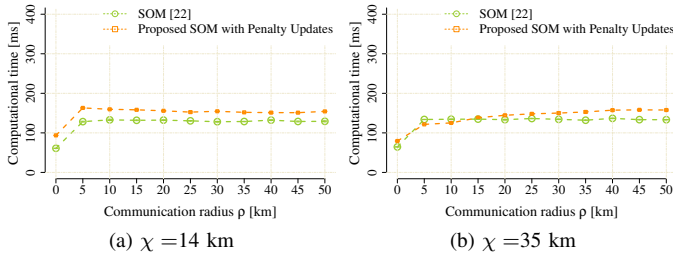 SOM [22]
Proposed SOM with Penalty Updates
Computational time [ms]
0 100 200 300 400
0 5 10 15 20 25 30 35 40 45 50
Communication radius ρ [km]
(a) χ =14 km
SOM [22]
Proposed SOM with Penalty Updates
Computational time [ms]
0 100 200 300 400
0 5 10 15 20 25 30 35 40 45 50
Communication radius ρ [km]
(b) χ =35 km